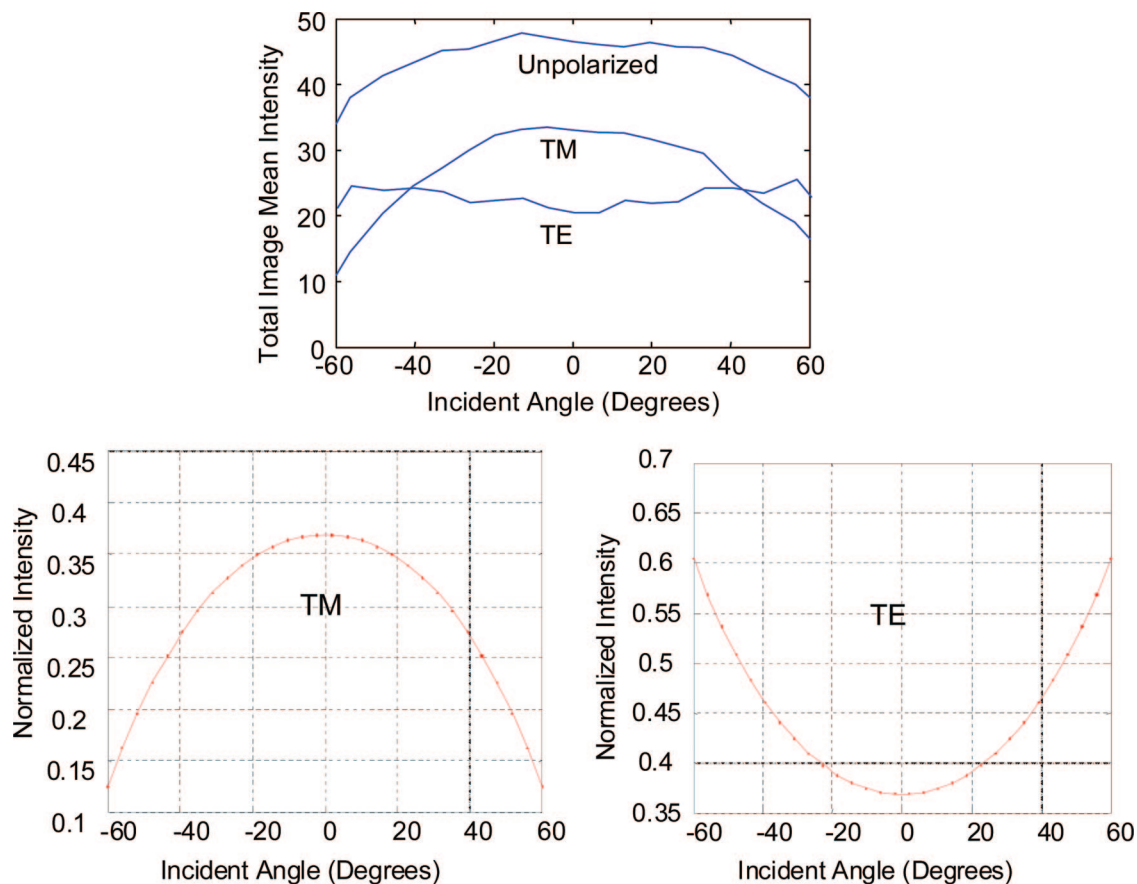 Total Image Mean Intensity
50
40
30
20
10
0
Unpolarized
TM
TE
-60 -40 -20 0 20 40 60
Incident Angle (Degrees)
Normalized Intensity
0.45
0.4
0.35
0.3
0.25
0.2
0.15
0.1
TM
-60 -40 -20 0 20 40 60
Incident Angle (Degrees)
Normalized Intensity
0.7
0.65
0.6
0.55
0.5
0.45
0.4
0.35
TE
-60 -40 -20 0 20 40 60
Incident Angle (Degrees)